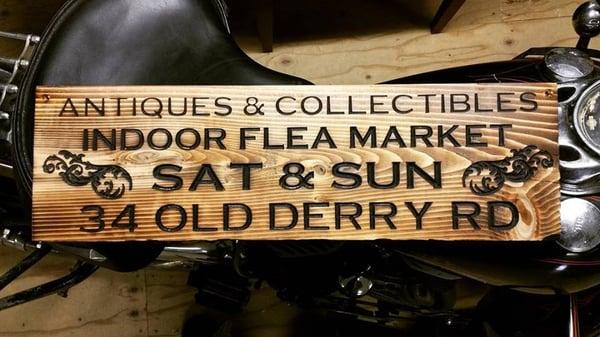 ANTIQUES & COLLECTIBLES
INDOOR FLEA MARKET
SAT & SUN
34 OLD DERRY RD